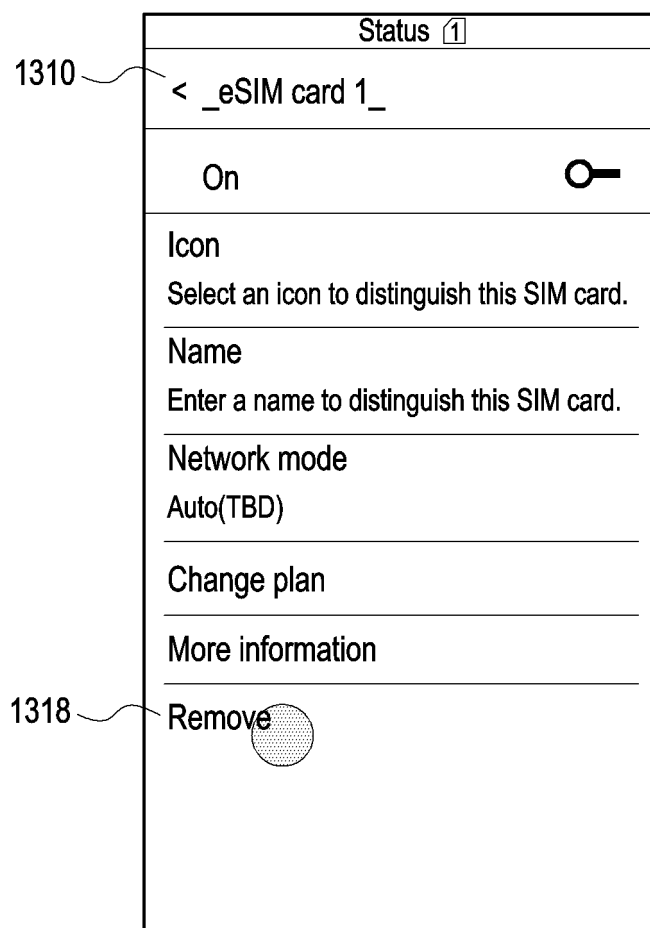 Status 1
1310
< _eSIM card 1_
On
Icon
Select an icon to distinguish this SIM card.
Name
Enter a name to distinguish this SIM card.
Network mode
Auto(TBD)
Change plan
More information
1318
Remove